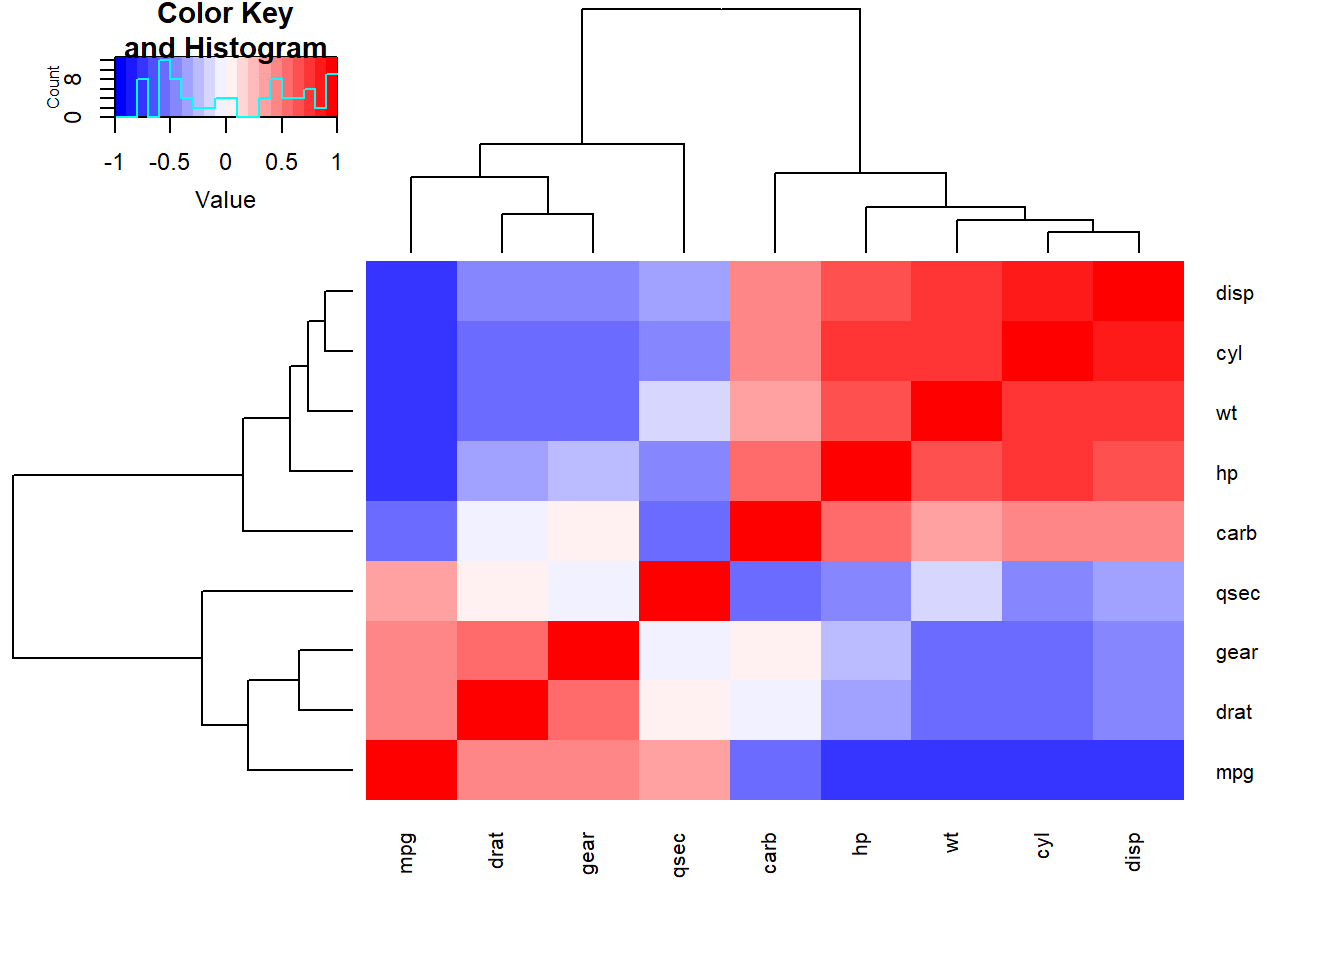 Color Key
and Histogram
Count
0 8
-1 -0.5 0 0.5 1
Value
disp
cyl
wt
hp
carb
qsec
gear
drat
mpg
mpg drat gear qsec carb hp wt cyl disp